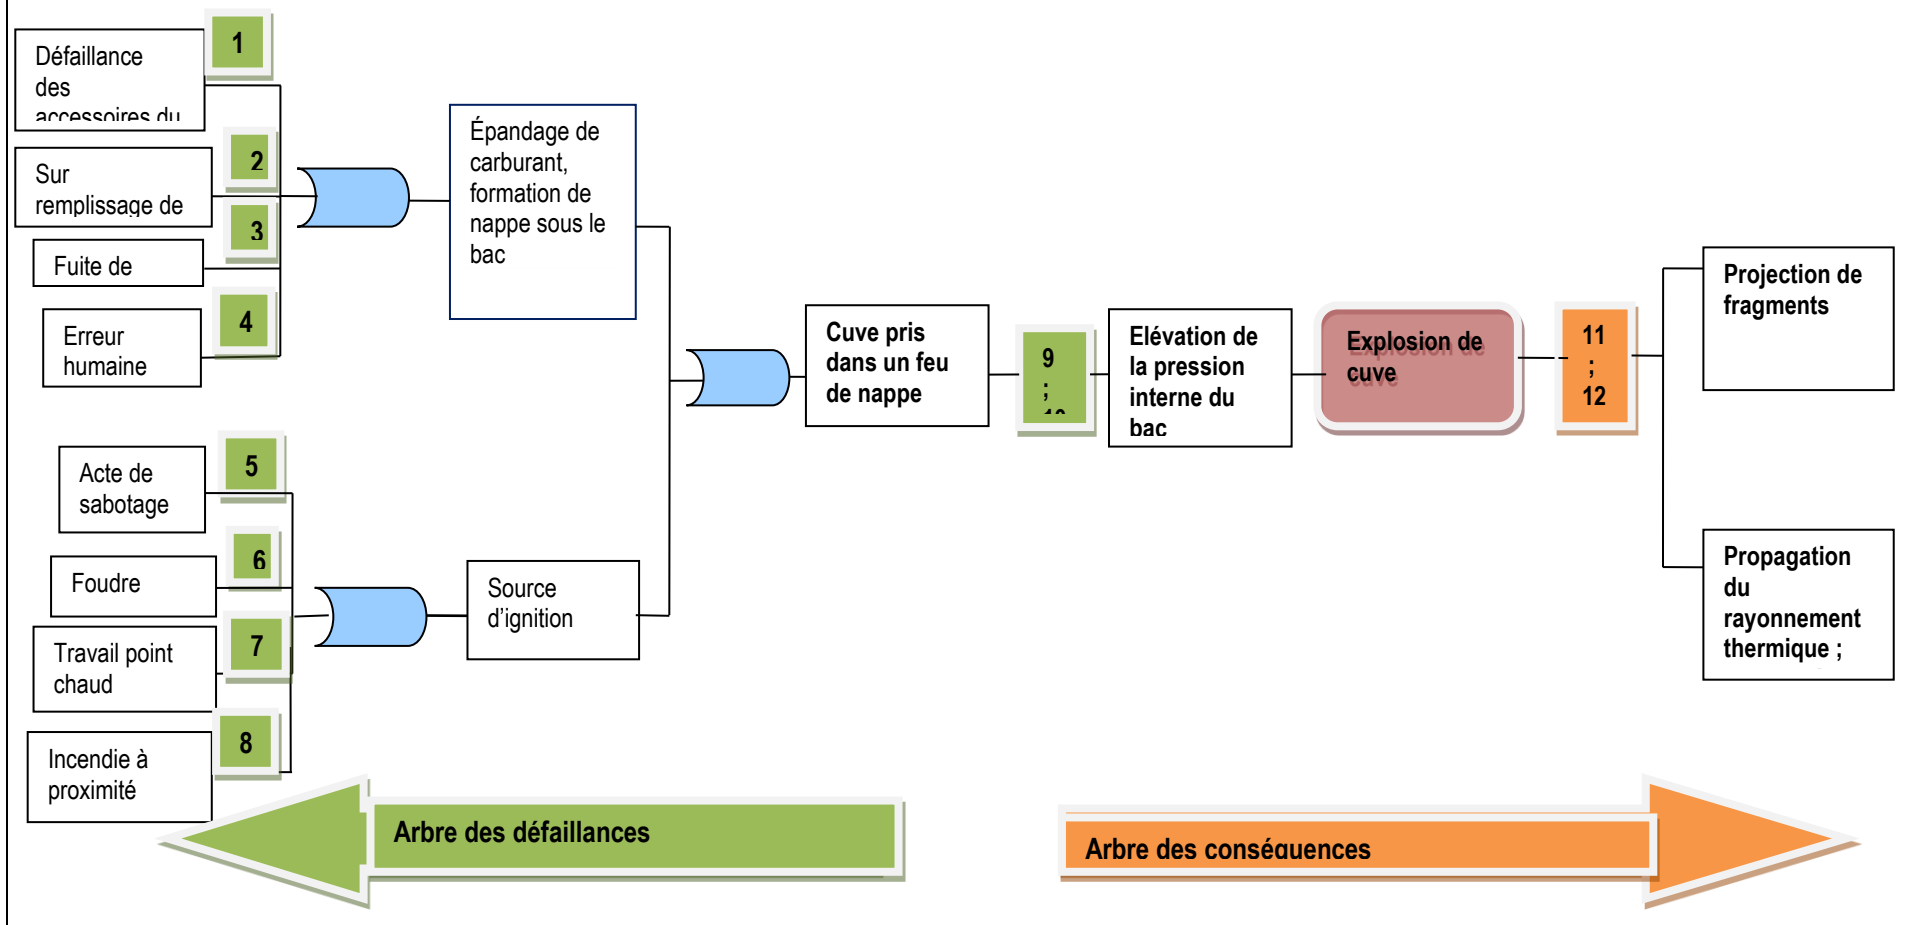 1
Défaillance
des
accessoires du
2
Sur
remplissage de
3
Fuite de
4
Erreur
humaine
Épandage de
carburant,
formation de
nappe sous le
bac
5
Acte de
sabotage
6
Foudre
7
Travail point
chaud
8
Incendie à
proximité
Source
d'ignition
Cuve pris
dans un feu
de nappe
9
;
10
Elévation de
la pression
interne du
bac
Explosion de
cuve
11
;
12
Projection de
fragments
Propagation
du
rayonnement
thermique ;
Arbre des défaillances
Arbre des conséquences